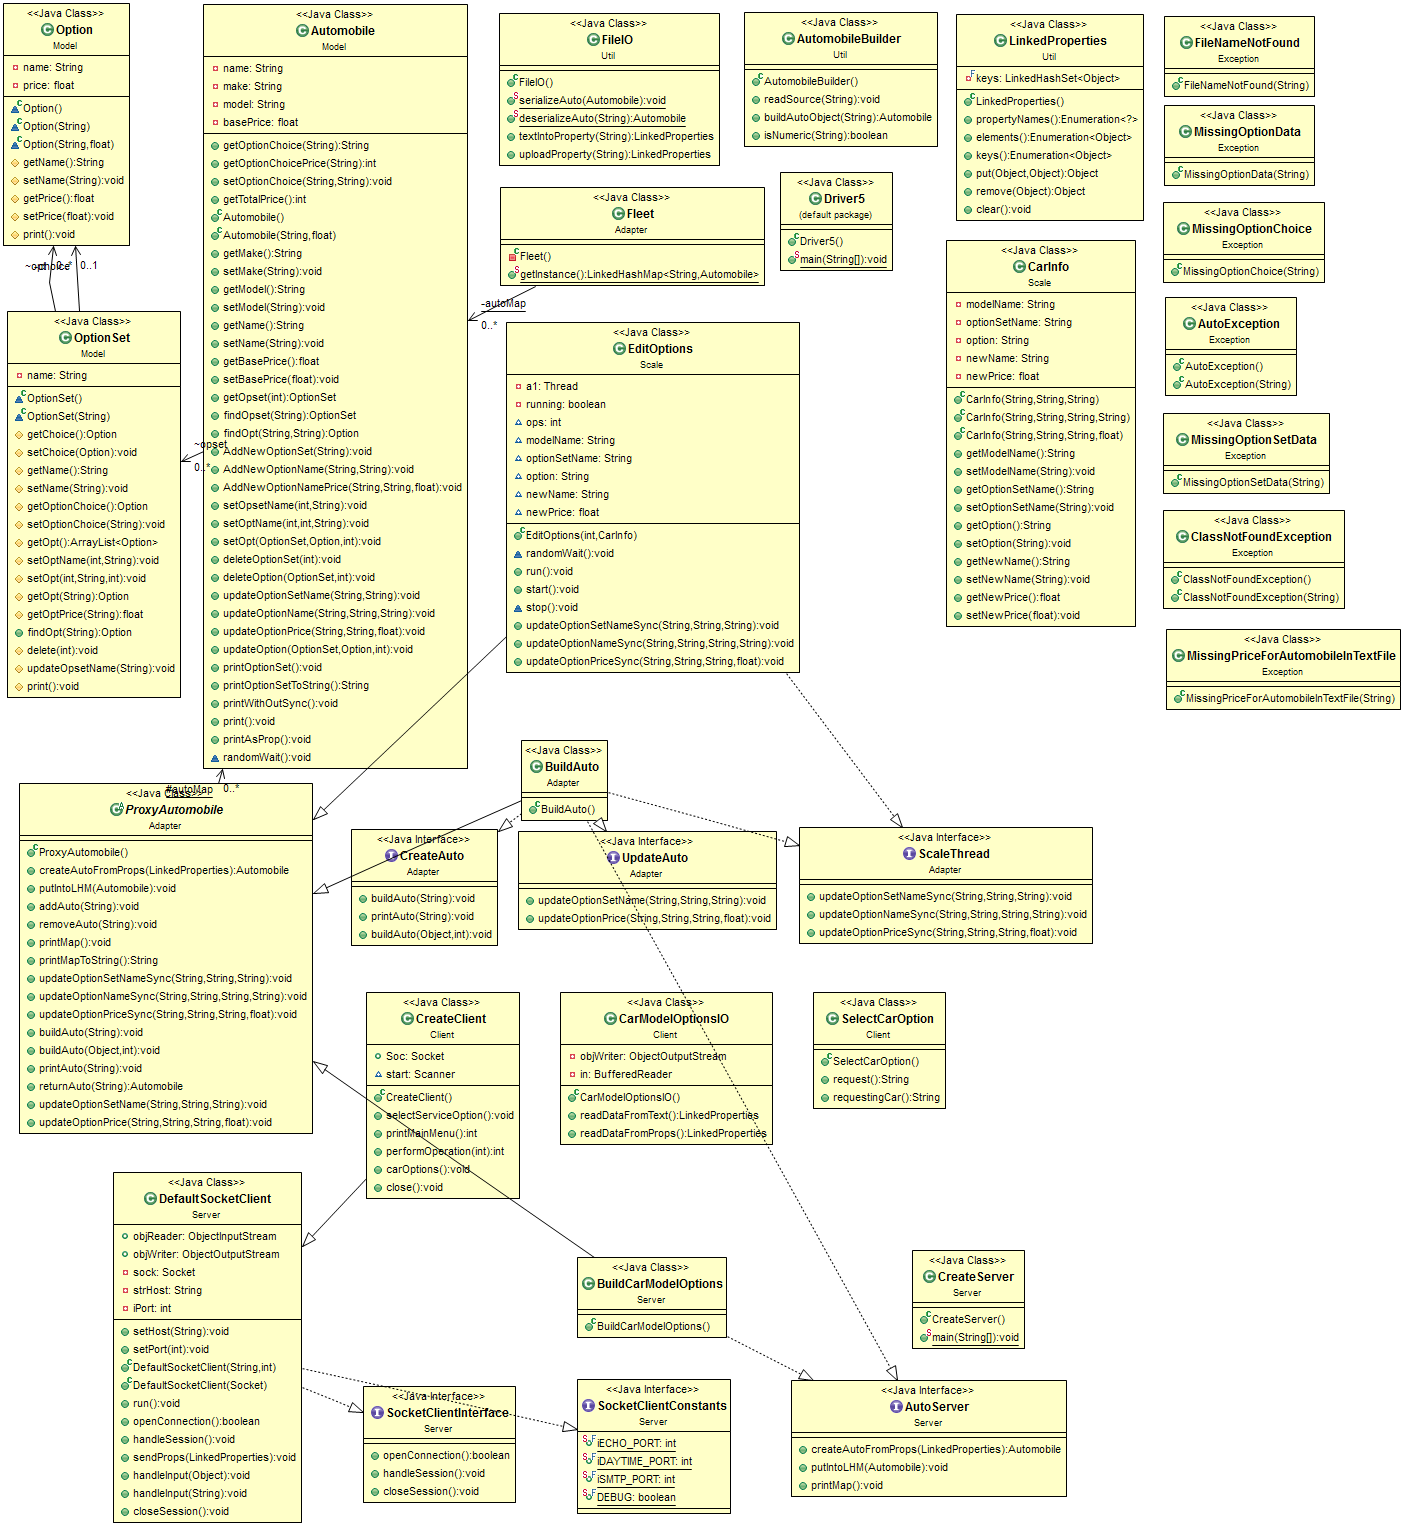 <<Java Class>>
Option
Model
name: String
price: float
Option()
Option(String)
Option(String,float)
getName():String
setName(String):void
getPrice():float
setPrice(float):void
print():void
0..*
0..1
<<Java Class>>
OptionSet
Model
name: String
OptionSet()
OptionSet(String)
getChoice():Option
setChoice(Option):void
getName():String
setName(String):void
getOptionChoice():Option
setOptionChoice(String):void
getOpt():ArrayList<Option>
setOptName(int,String):void
setOpt(int,String,int):void
getOpt(String):Option
getOptPrice(String):float
findOpt(String):Option
delete(int):void
updateOpsetName(String):void
print():void
<<Java Class>>
Automobile
Model
name: String
make: String
model: String
basePrice: float
getOptionChoice(String):String
getOptionChoicePrice(String):int
setOptionChoice(String,String):void
getTotalPrice():int
Automobile()
Automobile(String,float)
getMake():String
setMake(String):void
getModel():String
setModel(String):void
getName():String
setName(String):void
getBasePrice():float
setBasePrice(float):void
getOpset(int):OptionSet
findOpset(String):OptionSet
findOpt(String,String):Option
AddNewOptionSet(String):void
AddNewOptionName(String,String):void
AddNewOptionNamePrice(String,String,float):void
setOpsetName(int,String):void
setOptName(int,int,String):void
setOpt(OptionSet,Option,int):void
deleteOptionSet(int):void
deleteOption(OptionSet,int):void
updateOptionSetName(String,String):void
updateOptionName(String,String,String):void
updateOptionPrice(String,String,float):void
updateOption(OptionSet,Option,int):void
printOptionSet():void
printOptionSetToString():String
printWithOutSync():void
print():void
printAsProp():void
randomWait():void
~opset
0..*
<<Java Class>>
FileIO
Util
FileIO()
serializeAuto(Automobile):void
deserializeAuto(String):Automobile
textIntoProperty(String):LinkedProperties
uploadProperty(String):LinkedProperties
<<Java Class>>
AutomobileBuilder
Util
AutomobileBuilder()
readSource(String):void
buildAutoObject(String):Automobile
isNumeric(String):boolean
<<Java Class>>
LinkedProperties
Util
keys: LinkedHashSet<Object>
LinkedProperties()
propertyNames():Enumeration<?>
elements():Enumeration<Object>
keys():Enumeration<Object>
put(Object,Object):Object
remove(Object):Object
clear():void
<<Java Class>>
FileNameNotFound
Exception
FileNameNotFound(String)
<<Java Class>>
MissingOptionData
Exception
MissingOptionData(String)
<<Java Class>>
MissingOptionChoice
Exception
MissingOptionChoice(String)
<<Java Class>>
AutoException
Exception
AutoException()
AutoException(String)
<<Java Class>>
MissingOptionSetData
Exception
MissingOptionSetData(String)
<<Java Class>>
ClassNotFoundException
Exception
ClassNotFoundException()
ClassNotFoundException(String)
<<Java Class>>
MissingPriceForAutomobileInTextFile
Exception
MissingPriceForAutomobileInTextFile(String)
<<Java Class>>
Fleet
Adapter
Fleet()
getInstance():LinkedHashMap<String,Automobile>
-autoMap
0..*
<<Java Class>>
Driver5
(default package)
Driver5()
main(String[]):void
<<Java Class>>
CarInfo
Scale
modelName: String
optionSetName: String
option: String
newName: String
newPrice: float
CarInfo(String,String,String)
CarInfo(String,String,String,String)
CarInfo(String,String,String,float)
getModelName():String
setModelName(String):void
getOptionSetName():String
setOptionSetName(String):void
getOption():String
setOption(String):void
getNewName():String
setNewName(String):void
getNewPrice():float
setNewPrice(float):void
<<Java Class>>
EditOptions
Scale
a1: Thread
running: boolean
ops: int
modelName: String
optionSetName: String
option: String
newName: String
newPrice: float
EditOptions(int,CarInfo)
randomWait():void
run():void
start():void
stop():void
updateOptionSetNameSync(String,String,String):void
updateOptionNameSync(String,String,String,String):void
updateOptionPriceSync(String,String,String,float):void
#autoMap
0..*
<<Java Class>>
ProxyAutomobile
Adapter
ProxyAutomobile()
createAutoFromProps(LinkedProperties):Automobile
putIntoLHM(Automobile):void
addAuto(String):void
removeAuto(String):void
printMap():void
printMapToString():String
updateOptionSetNameSync(String,String,String):void
updateOptionNameSync(String,String,String,String):void
updateOptionPriceSync(String,String,String,float):void
buildAuto(String):void
buildAuto(Object,int):void
printAuto(String):void
returnAuto(String):Automobile
updateOptionSetName(String,String,String):void
updateOptionPrice(String,String,String,float):void
<<Java Class>>
BuildAuto
Adapter
BuildAuto()
<<Java Interface>>
CreateAuto
Adapter
buildAuto(String):void
printAuto(String):void
buildAuto(Object,int):void
<<Java Interface>>
UpdateAuto
Adapter
updateOptionSetName(String,String,String):void
updateOptionPrice(String,String,String,float):void
<<Java Interface>>
ScaleThread
Adapter
updateOptionSetNameSync(String,String,String):void
updateOptionNameSync(String,String,String,String):void
updateOptionPriceSync(String,String,String,float):void
<<Java Class>>
CreateClient
Client
Soc: Socket
start: Scanner
CreateClient()
selectServiceOption():void
printMainMenu():int
performOperation(int):int
carOptions():void
close():void
<<Java Class>>
CarModelOptionsIO
Client
objWriter: ObjectOutputStream
in: BufferedReader
CarModelOptionsIO()
readDataFromText():LinkedProperties
readDataFromProps():LinkedProperties
<<Java Class>>
SelectCarOption
Client
SelectCarOption()
request():String
requestingCar():String
<<Java Class>>
DefaultSocketClient
Server
objReader: ObjectInputStream
objWriter: ObjectOutputStream
sock: Socket
strHost: String
iPort: int
setHost(String):void
setPort(int):void
DefaultSocketClient(String,int)
DefaultSocketClient(Socket)
run():void
openConnection():boolean
handleSession():void
sendProps(LinkedProperties):void
handleInput(Object):void
handleInput(String):void
closeSession():void
<<Java Interface>>
SocketClientInterface
Server
openConnection():boolean
handleSession():void
closeSession():void
<<Java Class>>
BuildCarModelOptions
Server
BuildCarModelOptions()
<<Java Interface>>
SocketClientConstants
Server
iECHO_PORT: int
iDAYTIME_PORT: int
iSMTP_PORT: int
DEBUG: boolean
<<Java Class>>
CreateServer
Server
CreateServer()
main(String[]):void
<<Java Interface>>
AutoServer
Server
createAutoFromProps(LinkedProperties):Automobile
putIntoLHM(Automobile):void
printMap():void